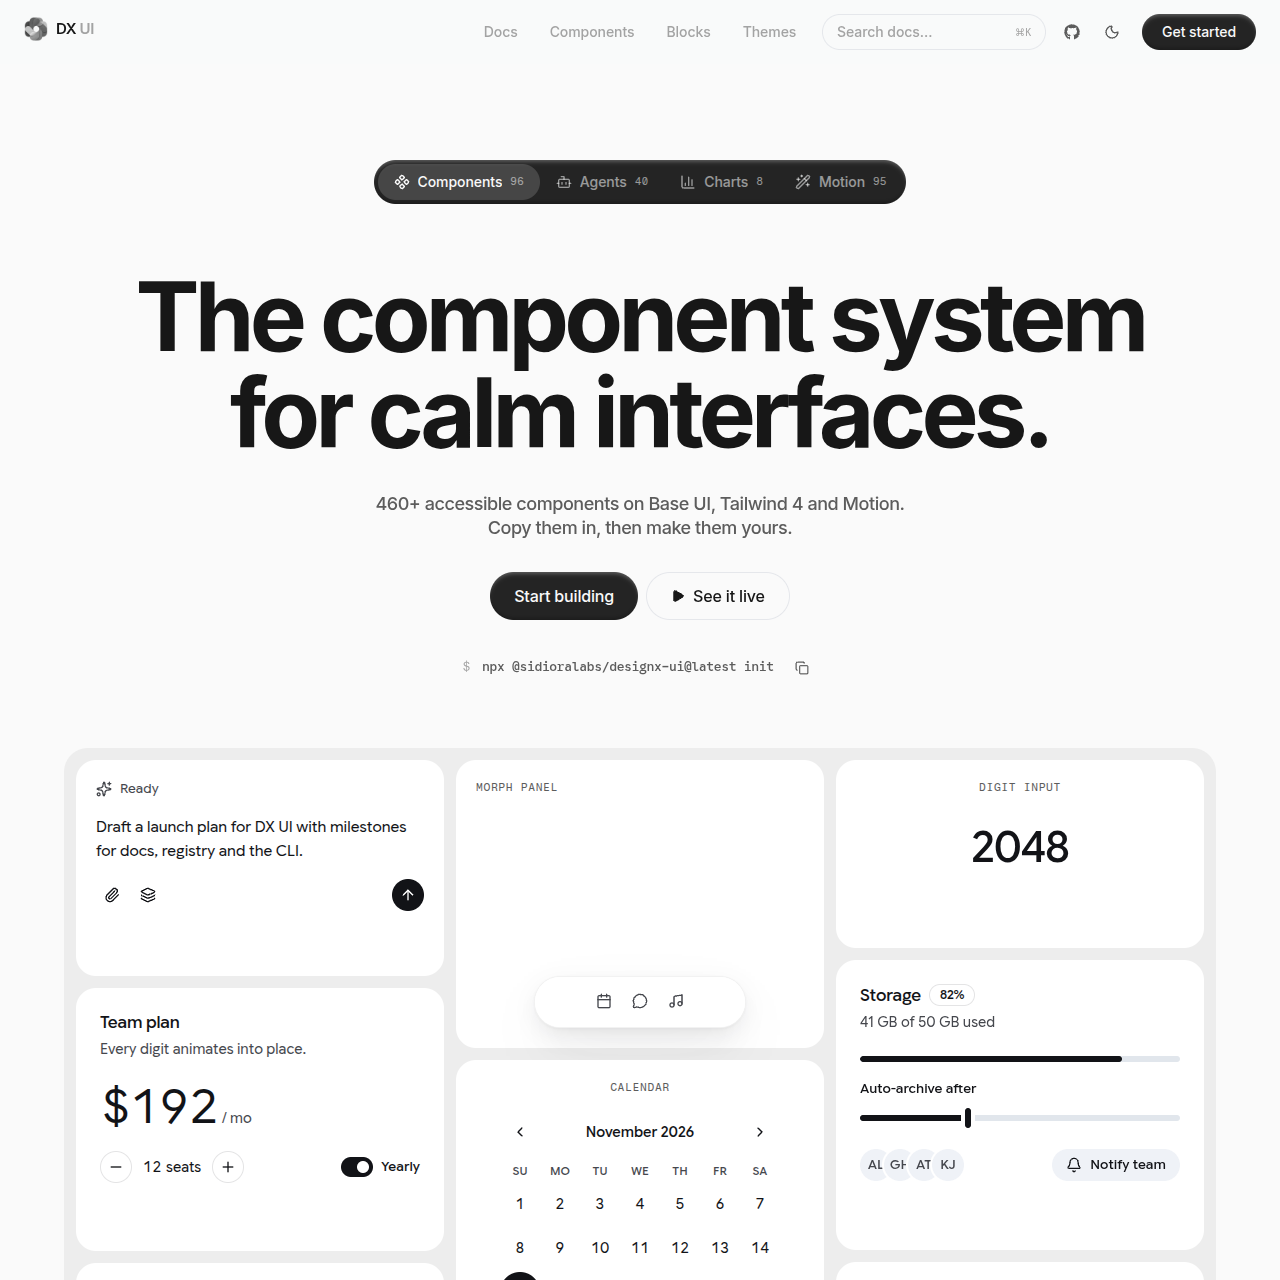 DX UI
Docs
Components
Blocks
Themes
Search docs...
⌘K
Get started
Components 96
Agents 40
Charts 8
Motion 95
The component system
for calm interfaces.
460+ accessible components on Base UI, Tailwind 4 and Motion.
Copy them in, then make them yours.
Start building
See it live
$ npx @sidioralabs/designx-ui@latest init
Ready
Draft a launch plan for DX UI with milestones
for docs, registry and the CLI.
Team plan
Every digit animates into place.
$192 / mo
12 seats
Yearly
MORPH PANEL
CALENDAR
November 2026
SU MO TU WE TH FR SA
1 2 3 4 5 6 7
8 9 10 11 12 13 14
DIGIT INPUT
2048
Storage 82%
41 GB of 50 GB used
Auto-archive after
AL GH AT KJ
Notify team